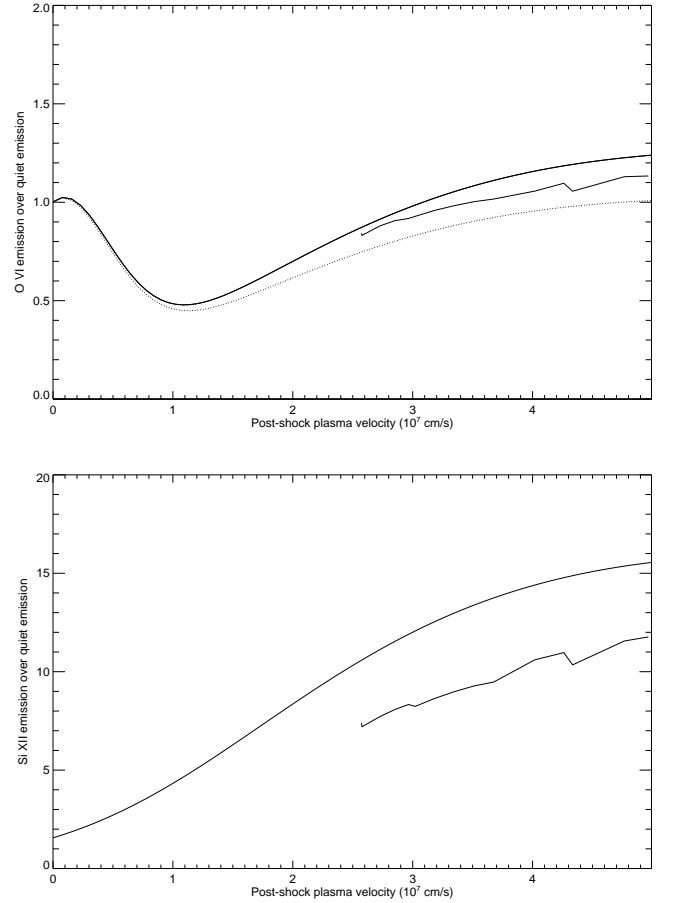 2.0
1.5
1.0
0.5
0.0
O VI emission over quiet emission
0 1 2 3 4
Post-shock plasma velocity (10⁷ cm/s)
20
15
10
5
0
Si XII emission over quiet emission
0 1 2 3 4
Post-shock plasma velocity (10⁷ cm/s)